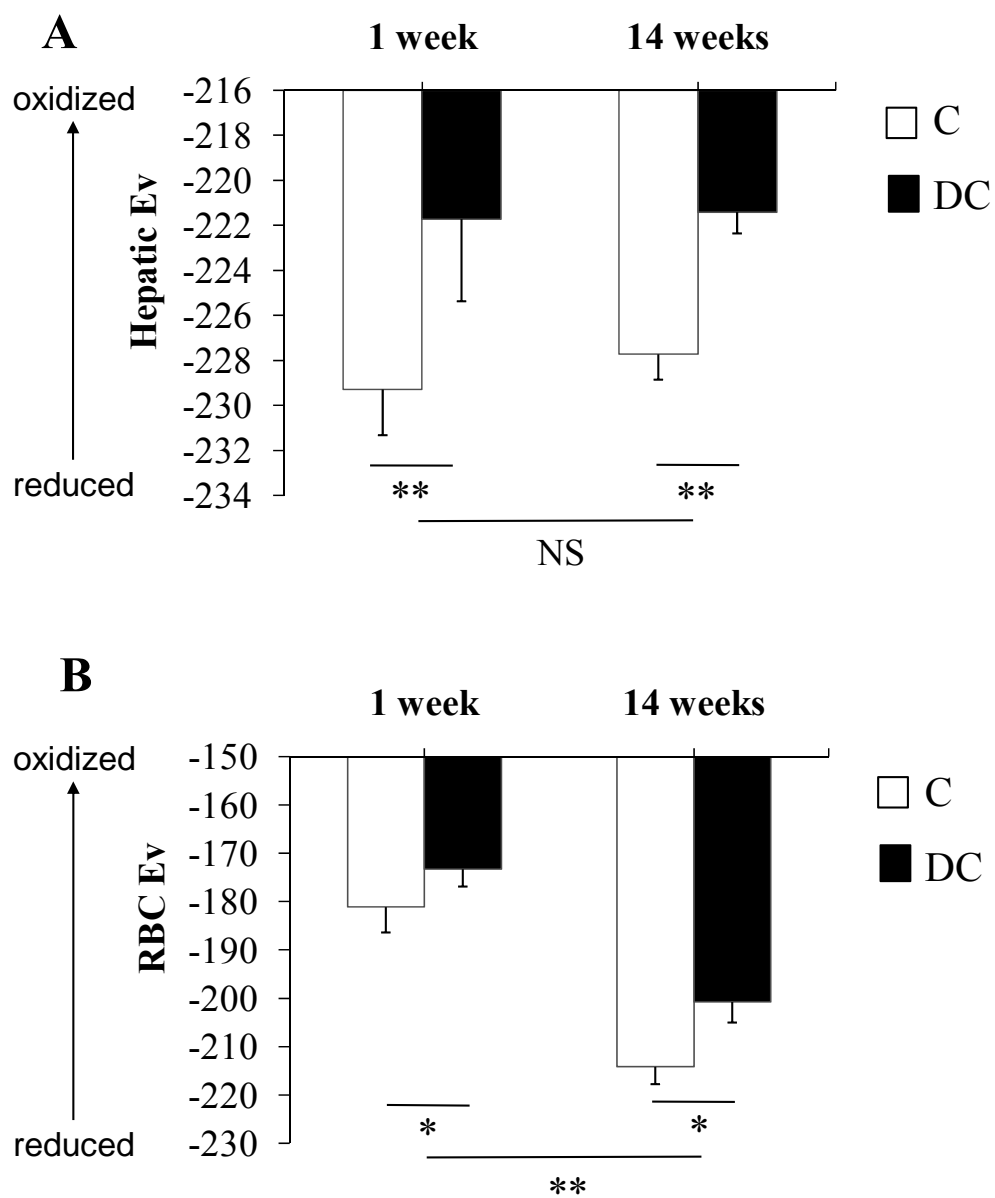 A
1 week 14 weeks
oxidized
reduced
Hepatic Ev
-216
-218
-220
-222
-224
-226
-228
-230
-232
-234
C
DC
** **
NS
B
1 week 14 weeks
oxidized
reduced
RBC Ev
-150
-160
-170
-180
-190
-200
-210
-220
-230
C
DC
* *
**